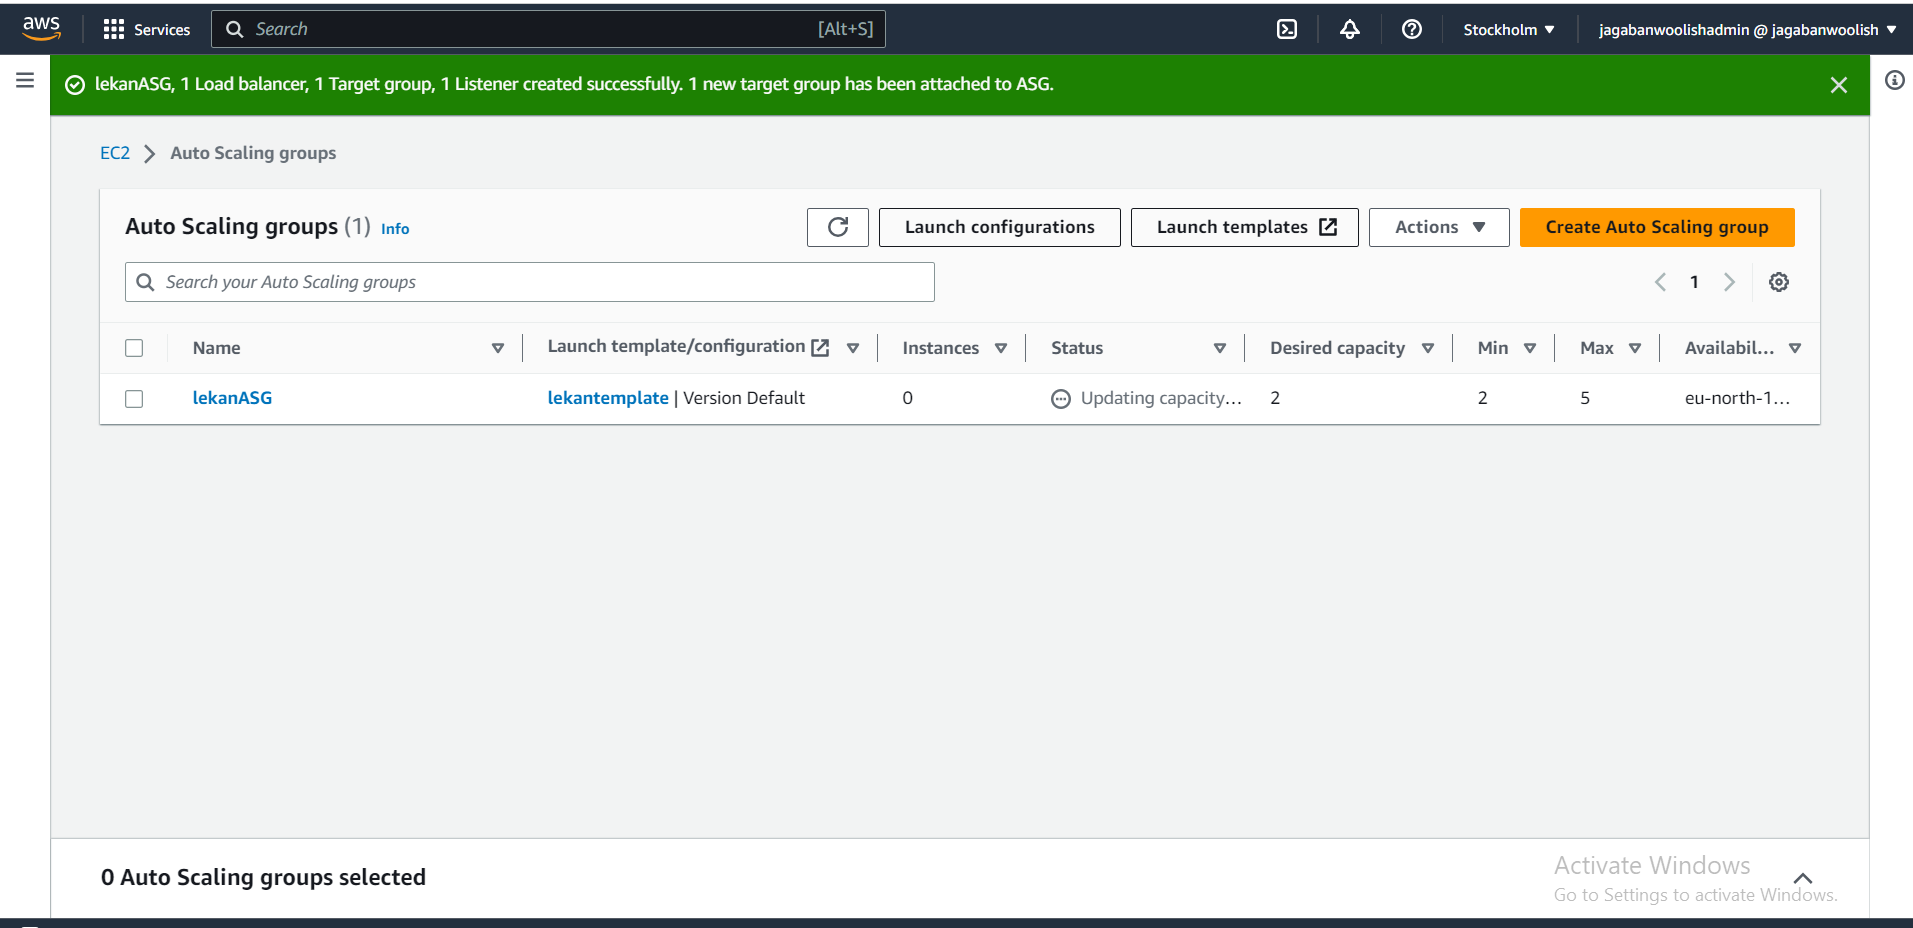 aws Services Search [Alt+S] Stockholm jagabanwoolishadmin @ jagabanwoolish
lekanASG, 1 Load balancer, 1 Target group, 1 Listener created successfully. 1 new target group has been attached to ASG.
EC2 Auto Scaling groups
Auto Scaling groups (1) Info Launch configurations Launch templates Actions Create Auto Scaling group
Search your Auto Scaling groups 1
Name Launch template/configuration Instances Status Desired capacity Min Max Availabil...
lekanASG lekantemplate | Version Default 0 Updating capacity... 2 2 5 eu-north-1...
0 Auto Scaling groups selected
Activate Windows
Go to Settings to activate Windows.